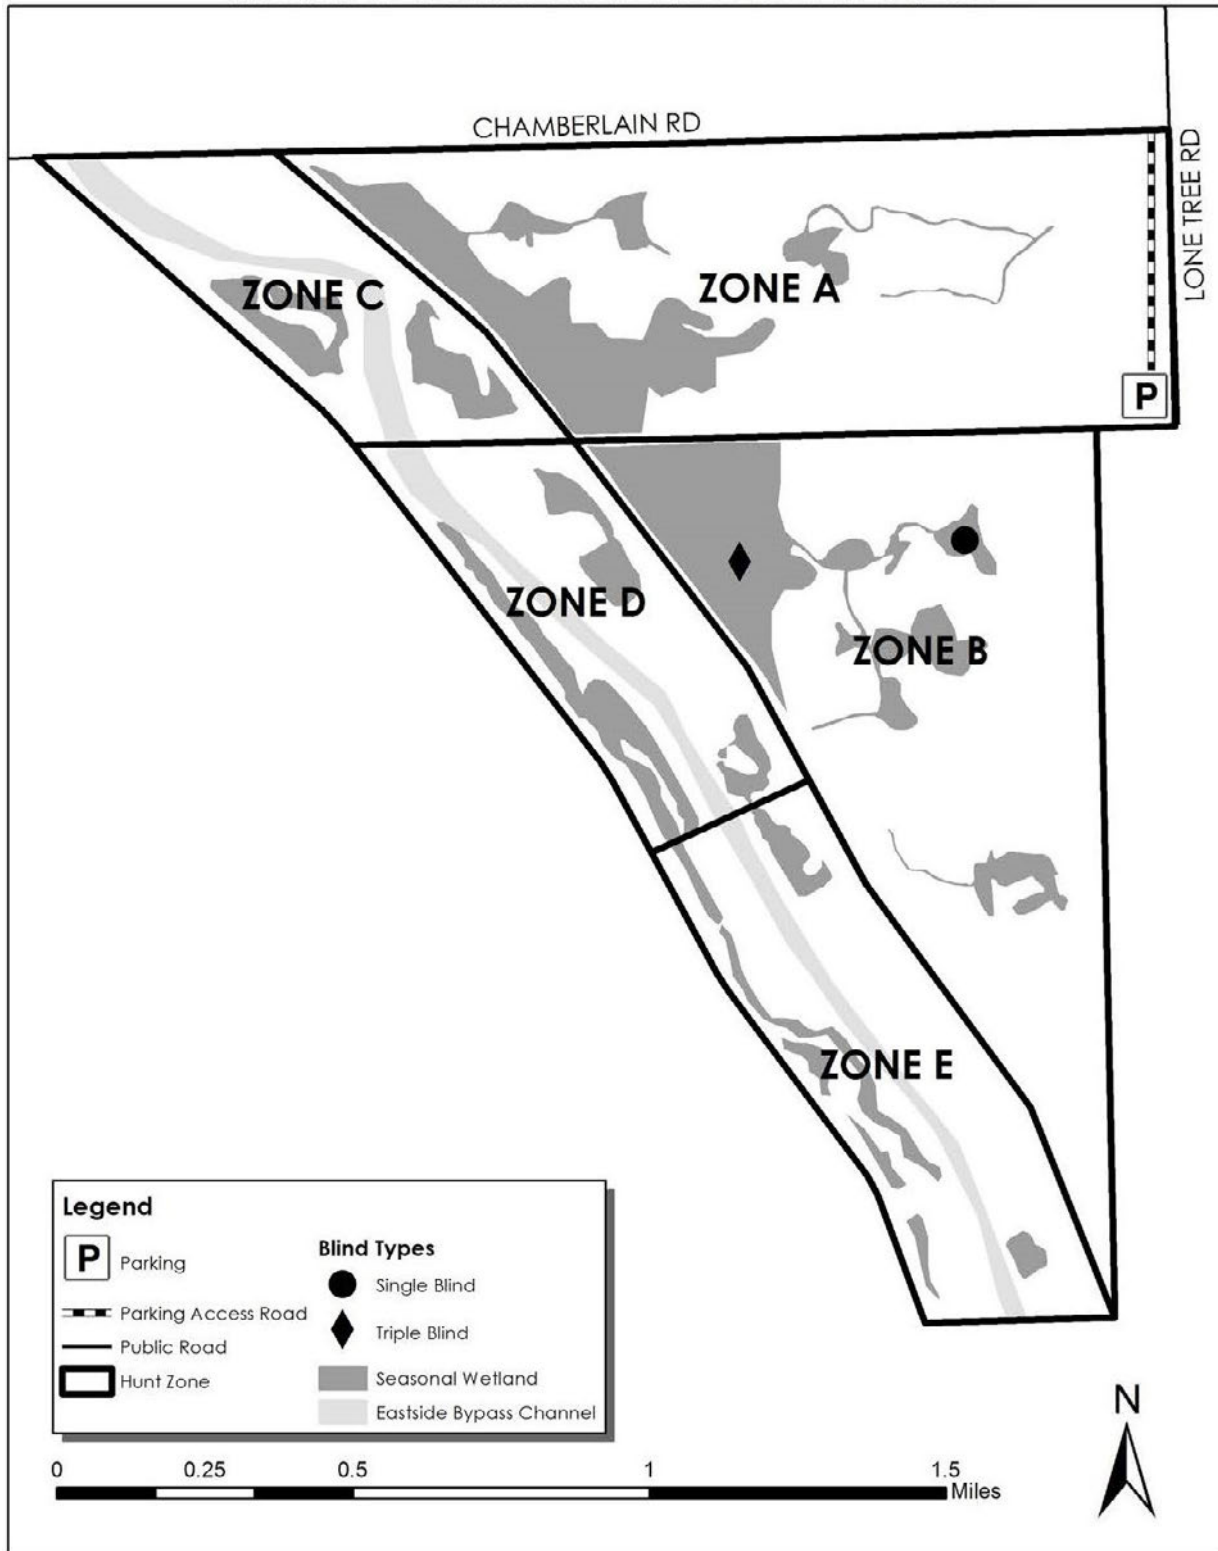 CHAMBERLAIN RD
LONE TREE RD
ZONE A
ZONE C
P
ZONE D
ZONE B
ZONE E
Legend
P Parking
Parking Access Road
Public Road
Hunt Zone
Blind Types
Single Blind
Triple Blind
Seasonal Wetland
Eastside Bypass Channel
N
0 0.25 0.5 1 1.5
Miles